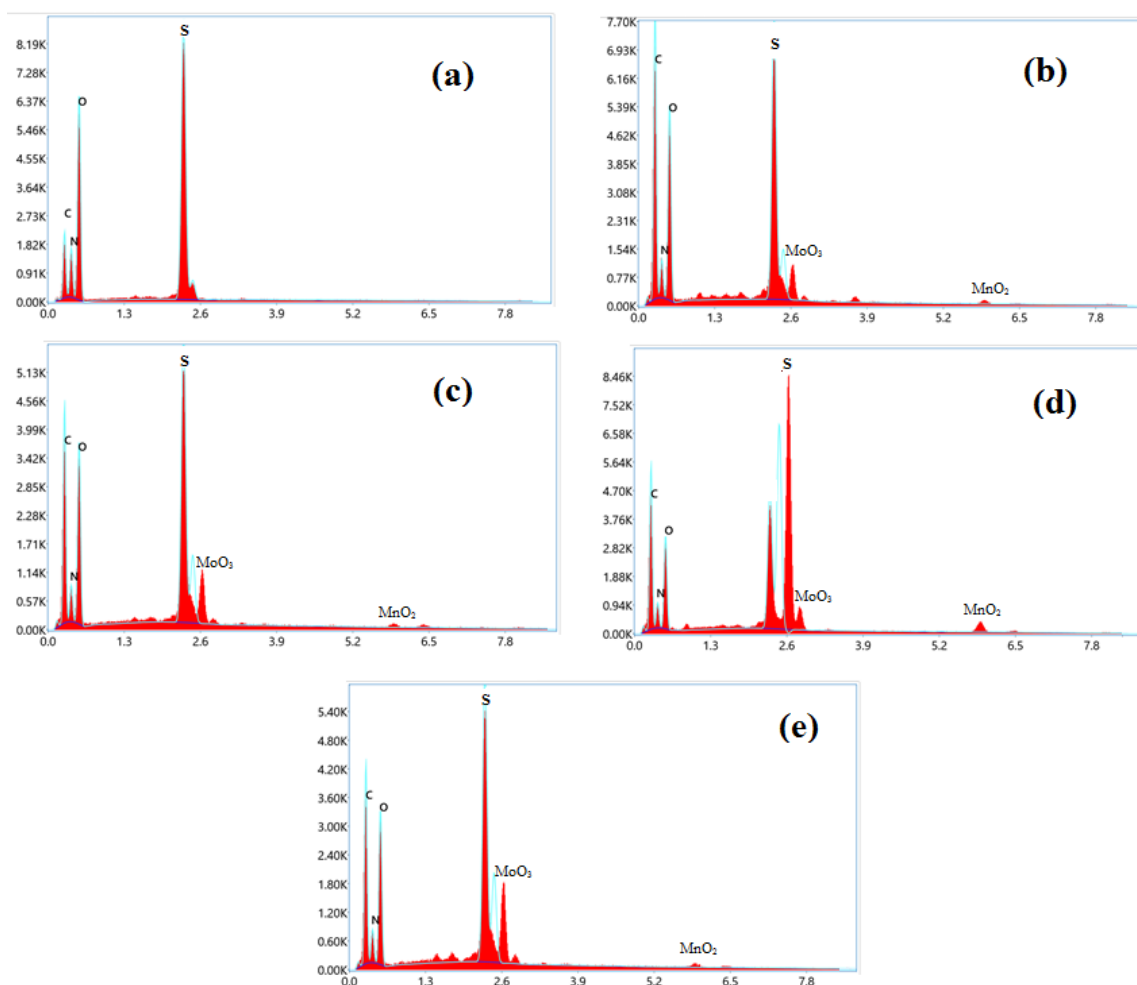 S
8.19K
7.28K
(a)
6.37K
O
5.46K
4.55K
3.64K
2.73K
C
1.82K
N
0.91K
0.00K
0.0 1.3 2.6 3.9 5.2 6.5 7.8
7.70K
6.93K
C
S
(b)
6.16K
5.39K
O
4.62K
3.85K
3.08K
2.31K
1.54K
N
MoO₃
0.77K
MnO₂
0.00K
0.0 1.3 2.6 3.9 5.2 6.5 7.8
S
5.13K
4.56K
(c)
3.99K
C
O
3.42K
2.85K
2.28K
1.71K
1.14K
N
MoO₃
0.57K
MnO₂
0.00K
0.0 1.3 2.6 3.9 5.2 6.5 7.8
S
8.46K
7.52K
(d)
6.58K
5.64K
4.70K
C
3.76K
O
2.82K
1.88K
N
MoO₃
0.94K
MnO₂
0.00K
0.0 1.3 2.6 3.9 5.2 6.5 7.8
S
5.40K
(e)
4.80K
4.20K
3.60K
C
O
3.00K
2.40K
1.80K
MoO₃
1.20K
N
0.60K
MnO₂
0.00K
0.0 1.3 2.6 3.9 5.2 6.5 7.8